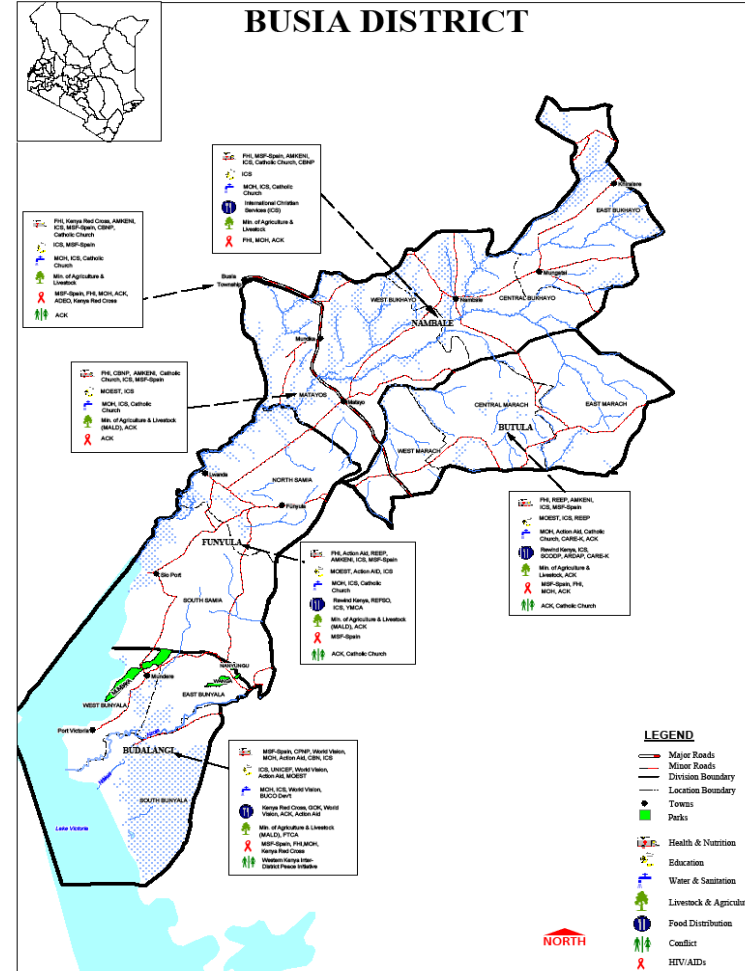 BUSIA DISTRICT
FHI, MSF-Spain, AMKENI,
ICS, Catholic Church, CBNP
ICS
MOH, ICS, Catholic
Church
International Christian
Services (ICS)
Min. of Agriculture &
Livestock
FHI, MOH, ACK
FHI, Kenya Red Cross, AMKENI,
ICS, MSF-Spain, CBNP,
Catholic Church
ICS, MSF-Spain
MOH, ICS, Catholic
Church
Min. of Agriculture &
Livestock
MSF-Spain, FHI, MOH, ACK,
ADEO, Kenya Red Cross
ACK
EAST BUKHAYO
Busia
Township
Mungatsi
WEST BUKHAYO
Nambale
CENTRAL BUKHAYO
NAMBALE
Mundika
FHI, CBNP, AMKENI, Catholic
Church, ICS, MSF-Spain
MOEST, ICS
MOH, ICS, Catholic
Church
Min. of Agriculture & Livestock
(MALD), ACK
ACK
MATAYOS
Matayo
CENTRAL MARACH
EAST MARACH
BUTULA
WEST MARACH
Lwanda
NORTH SAMIA
Funyula
FUNYULA
Sio Port
SOUTH SAMIA
FHI, REEP, AMKENI,
ICS, MSF-Spain
MOEST, ICS, REEP
MOH, Action-Aid, Catholic
Church, CARE-K, ACK
Rewind Kenya, ICS,
SCODP, ARDAP, CARE-K
Min. of Agriculture &
Livestock, ACK
MSF-Spain, FHI,
MOH, ACK
ACK, Catholic Church
FHI, Action Aid, REEP,
AMKENI, ICS, MSF-Spain
MOEST, Action AID, ICS
MOH, ICS, Catholic
Church
Rewind Kenya, REFSO,
ICS, YMCA
Min. of Agriculture & Livestock
(MALD), ACK
MSF-Spain
ACK, Catholic Church
Mundere
EAST BUNYALA
WEST BUNYALA
Port Victoria
BUDALANGI
SOUTH BUNYALA
Lake Victoria
MSF-Spain, CPNP, World Vision,
MOH, Action Aid, CBN, ICS
ICS, UNICEF, World Vision,
Action Aid, MOEST
MOH, ICS, World Vision,
BUCO Dev't
Kenya Red Cross, GOK, World
Vision, ACK, Action Aid
Min. of Agriculture & Livestock
(MALD), FTCA
MSF-Spain, FHI,MOH,
Kenya Red Cross
Western Kenya Inter-
District Peace Initiative
LEGEND
Major Roads
Minor Roads
Division Boundary
Location Boundary
Towns
Parks
Health & Nutrition
Education
Water & Sanitation
Livestock & Agricultu
Food Distribution
Conflict
HIV/AIDs
NORTH